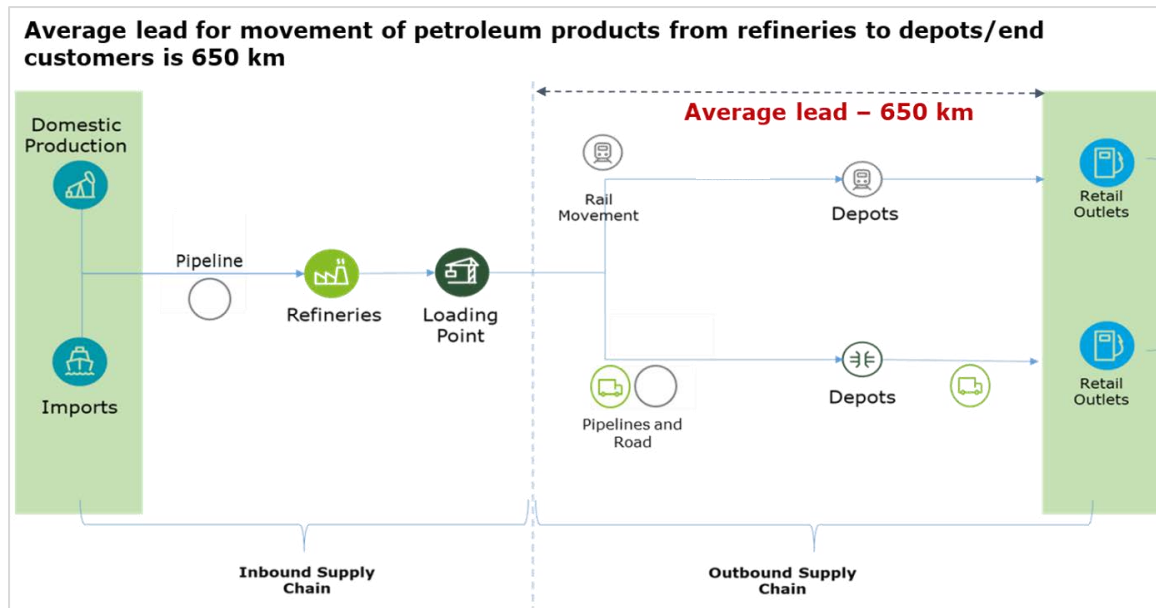 Average lead for movement of petroleum products from refineries to depots/end
customers is 650 km
Average lead – 650 km
Domestic
Production
Rail
Movement
Depots
Retail
Outlets
Pipeline
Refineries
Loading
Point
Imports
Pipelines and
Road
Depots
Retail
Outlets
Inbound Supply
Chain
Outbound Supply
Chain